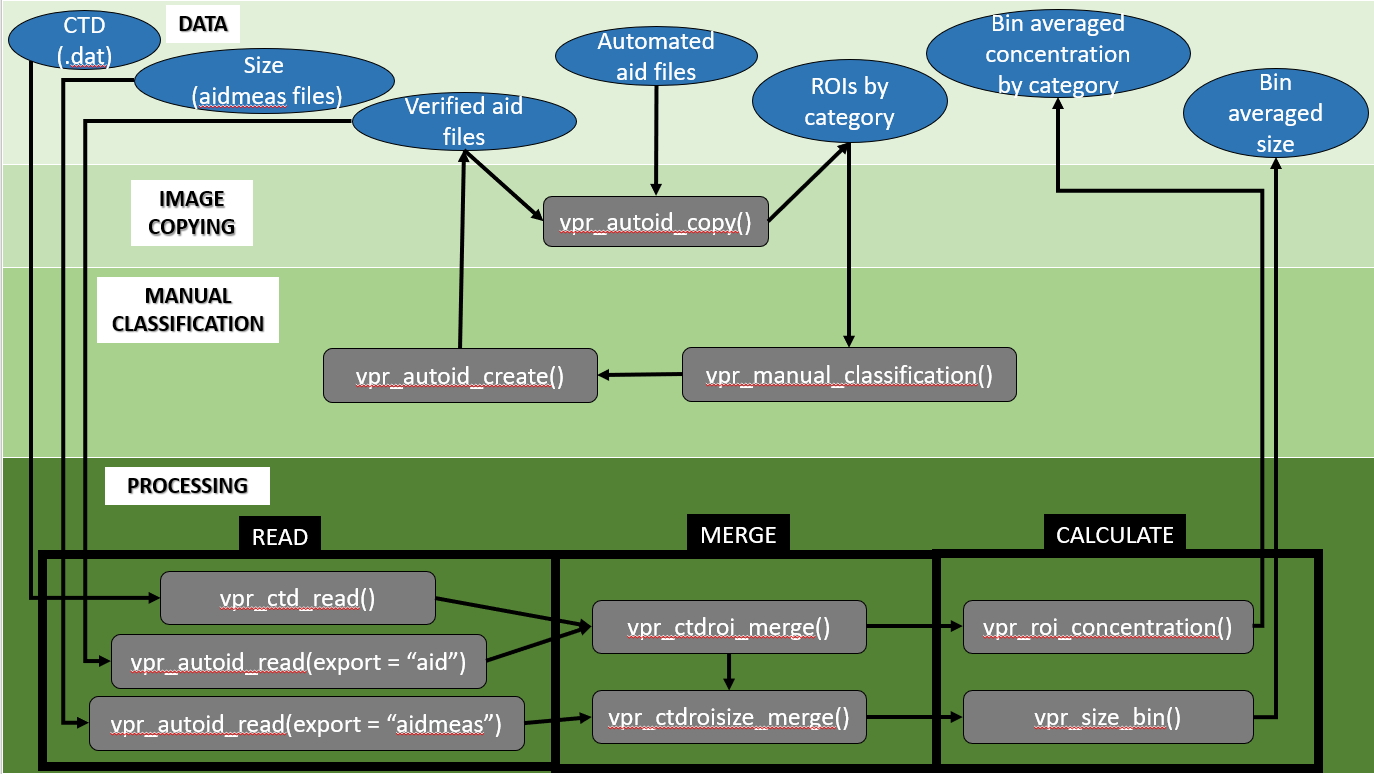 DATA
CTD
(.dat)
Size
(aidmeas files)
Verified aid
files
Automated
aid files
ROIs by
category
Bin averaged
concentration
by category
Bin
averaged
size
IMAGE
COPYING
vpr_autoid_copy()
MANUAL
CLASSIFICATION
vpr_autoid_create()
vpr_manual_classification()
PROCESSING
READ
MERGE
CALCULATE
vpr_ctd_read()
vpr_autoid_read(export = “aid”)
vpr_autoid_read(export = “aidmeas”)
vpr_ctdroi_merge()
vpr_ctdroisize_merge()
vpr_roi_concentration()
vpr_size_bin()